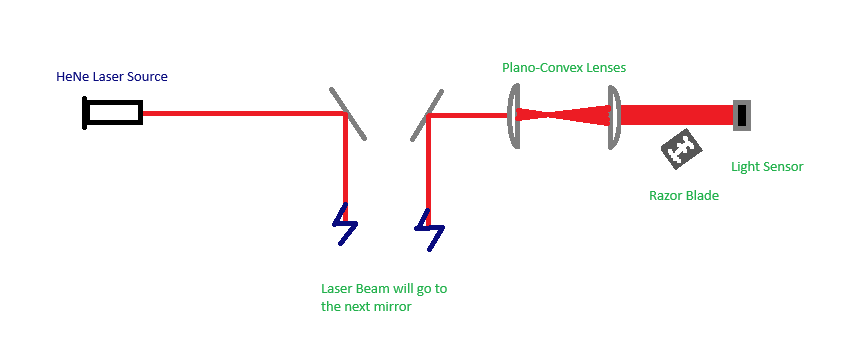 Plano-Convex Lenses
HeNe Laser Source
Light Sensor
Razor Blade
Laser Beam will go to
the next mirror